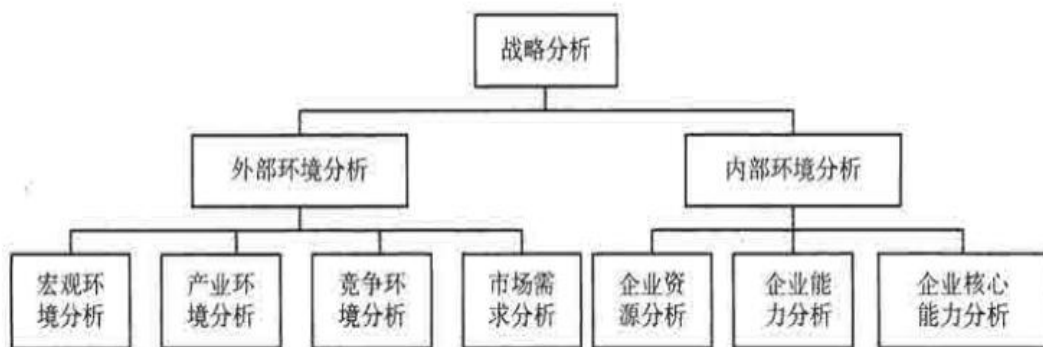 战略分析
外部环境分析
内部环境分析
宏观环
境分析
产业环
境分析
竞争环
境分析
市场需
求分析
企业资
源分析
企业能
力分析
企业核心
能力分析